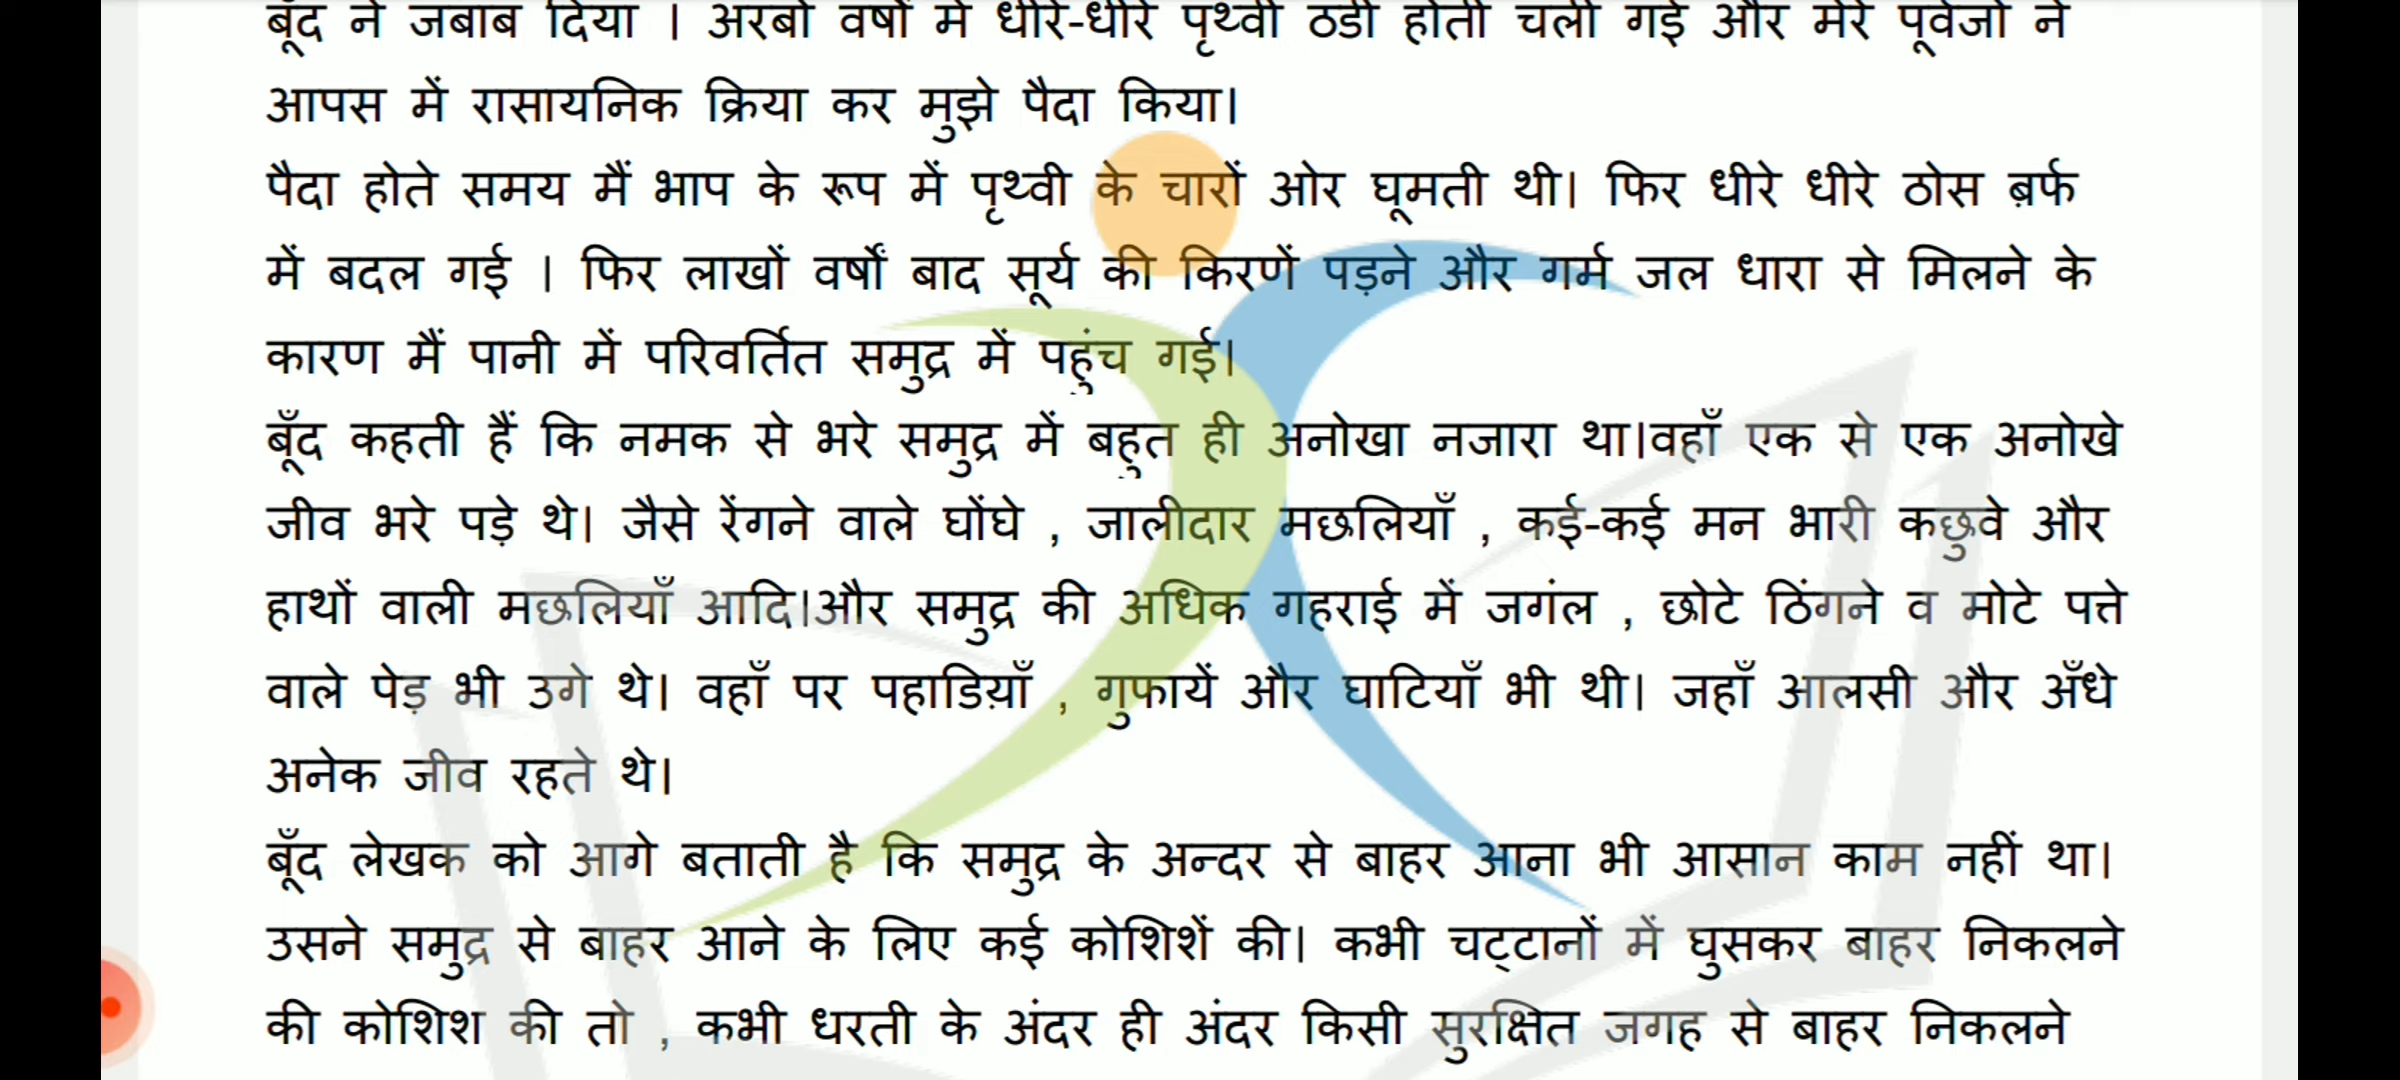 बूँद ने जबाब दिया । अरबों वर्षों में धीरे-धीरे पृथ्वी ठंडी होती चली गई और मेरे पूर्वजों ने
आपस में रासायनिक क्रिया कर मुझे पैदा किया।
पैदा होते समय मैं भाप के रूप में पृथ्वी के चारों ओर घूमती थी। फिर धीरे धीरे ठोस ब़र्फ
में बदल गई । फिर लाखों वर्षों बाद सूर्य की किरणें पड़ने और गर्म जल धारा से मिलने के
कारण मैं पानी में परिवर्तित समुद्र में पहुंच गई।
बूँद कहती हैं कि नमक से भरे समुद्र में बहुत ही अनोखा नजारा था।वहाँ एक से एक अनोखे
जीव भरे पड़े थे। जैसे रेंगने वाले घोंघे , जालीदार मछलियाँ , कई-कई मन भारी कछुवे और
हाथों वाली मछलियाँ आदि।और समुद्र की अधिक गहराई में जगंल , छोटे ठिंगने व मोटे पत्ते
वाले पेड़ भी उगे थे। वहाँ पर पहाडिय़ाँ , गुफायें और घाटियाँ भी थी। जहाँ आलसी और अँधे
अनेक जीव रहते थे।
बूँद लेखक को आगे बताती है कि समुद्र के अन्दर से बाहर आना भी आसान काम नहीं था।
उसने समुद्र से बाहर आने के लिए कई कोशिशें की। कभी चट्टानों में घुसकर बाहर निकलने
की कोशिश की तो , कभी धरती के अंदर ही अंदर किसी सुरक्षित जगह से बाहर निकलने